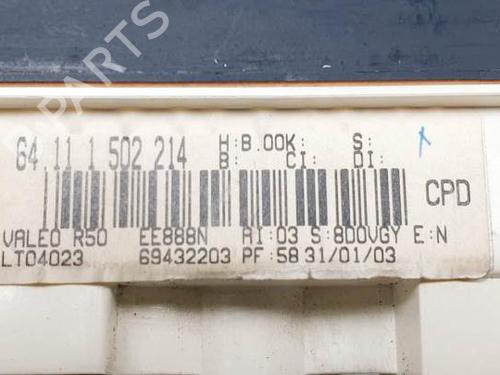 64.11 1 502 214 H:B.00K: S:
B: CI: DI:
CPD
VALEO R50 EE888N AI:03 S:8D0VGY E:N
LT04023 69432203 PF:58 31/01/03
B-PARTS